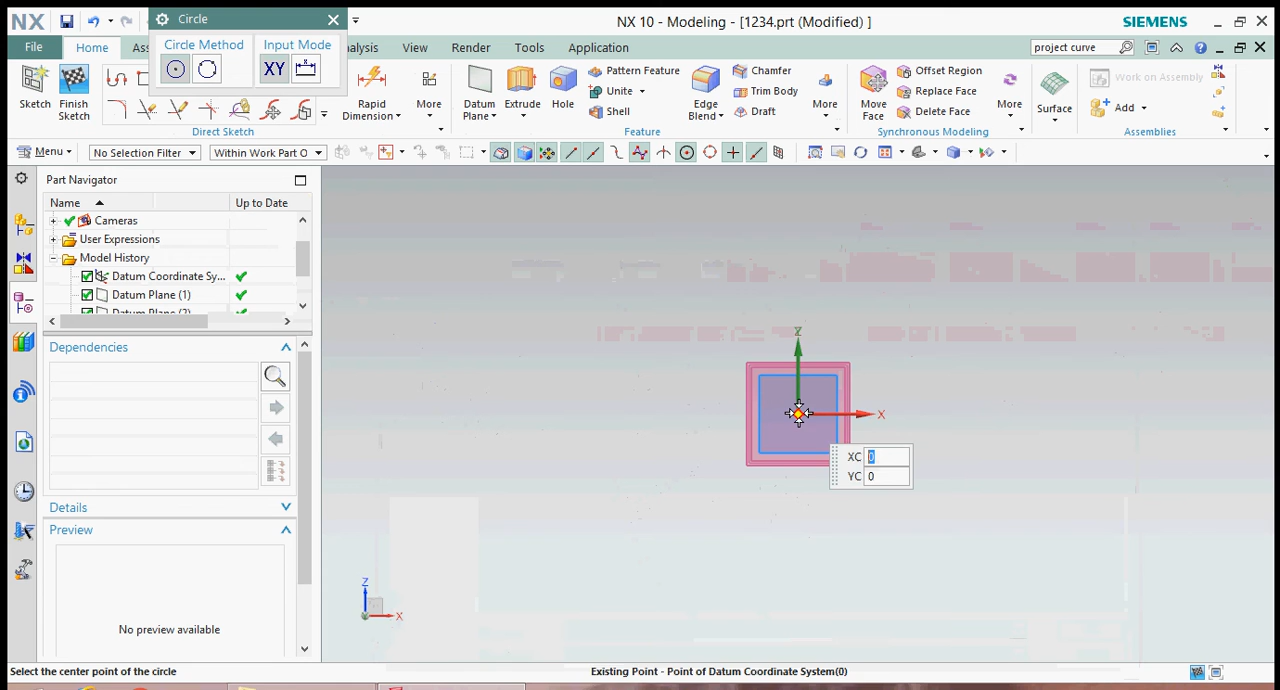 NX
Circle
NX 10 - Modeling - [1234.prt (Modified) ]
SIEMENS
File
Home
Ass
alysis
View
Render
Tools
Application
project curve
Circle Method
Input Mode
XY
Sketch
Finish
Sketch
Direct Sketch
Rapid
Dimension
More
Datum
Plane
Extrude
Hole
Pattern Feature
Unite
Shell
Edge
Blend
Chamfer
Trim Body
Draft
More
Feature
Move
Face
Offset Region
Replace Face
Delete Face
More
Synchronous Modeling
Surface
Work on Assembly
Add
Assemblies
Menu
No Selection Filter
Within Work Part O
Part Navigator
Name
Up to Date
Cameras
User Expressions
Model History
Datum Coordinate Sy...
Datum Plane (1)
Datum Plane (2)
Dependencies
Details
Preview
No preview available
Z
X
XC 0
YC 0
Z
X
Select the center point of the circle
Existing Point - Point of Datum Coordinate System(0)